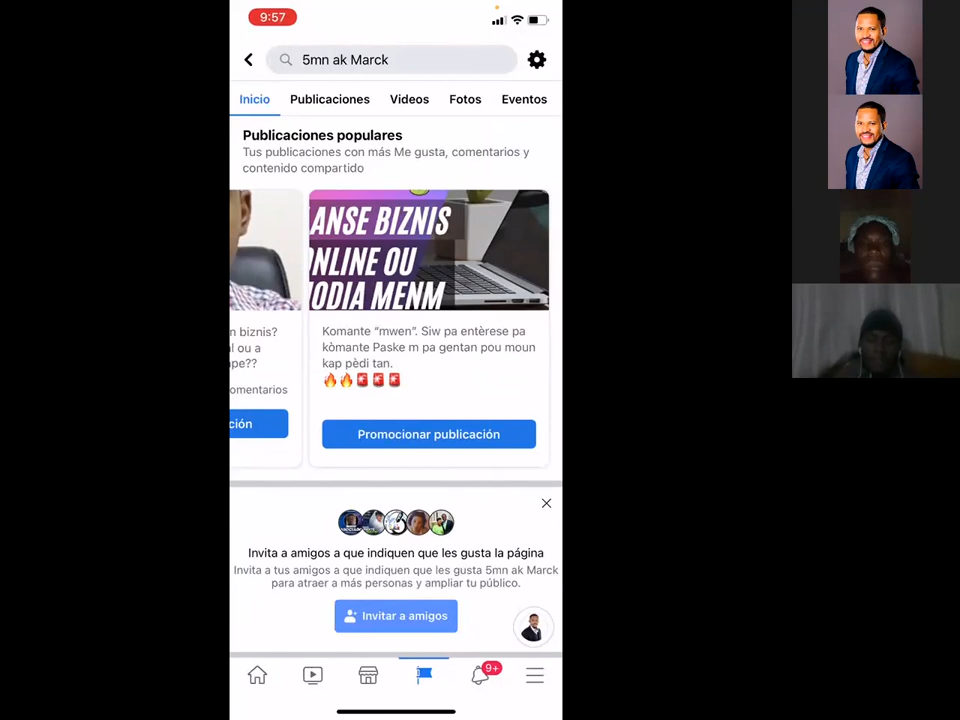 9:57
5mn ak Marck
Inicio Publicaciones Videos Fotos Eventos
Publicaciones populares
Tus publicaciones con más Me gusta, comentarios y
contenido compartido
ANSE BIZNIS
NLINE OU
ODIA MENM
n biznis?
l ou a
pe??
omentarios
ción
Komante “mwen”. Siw pa entèrese pa
kòmante Paske m pa gentan pou moun
kap pèdi tan.
Promocionar publicación
Invita a amigos a que indiquen que les gusta la página
Invita a tus amigos a que indiquen que les gusta 5mn ak Marck
para atraer a más personas y ampliar tu público.
Invitar a amigos
9+